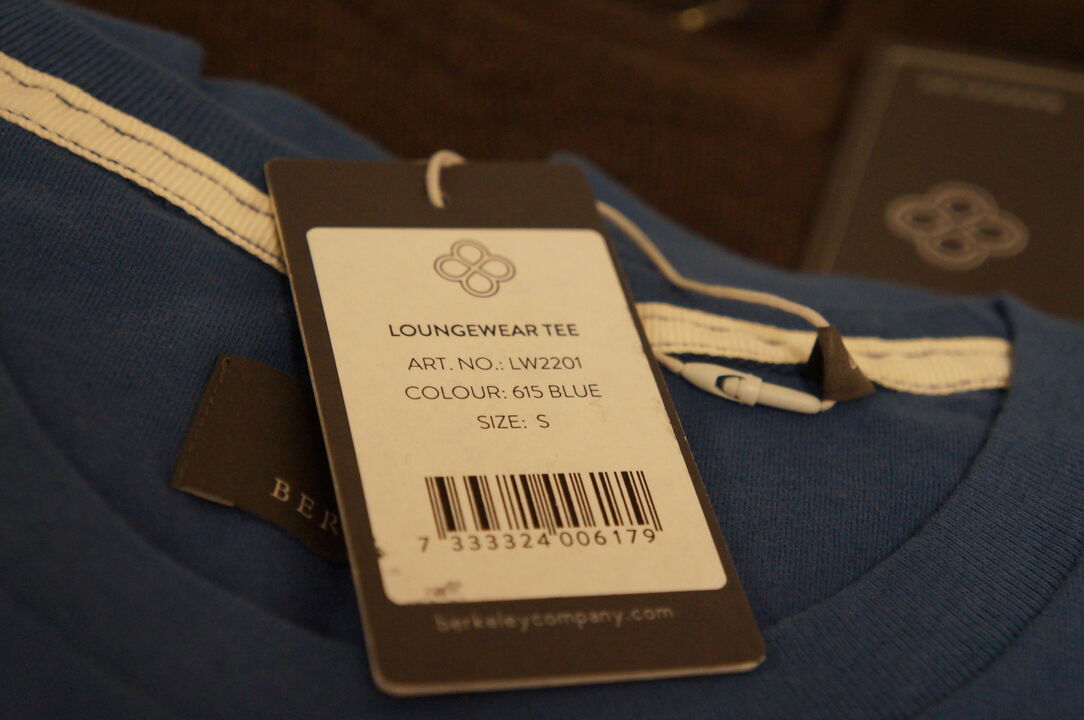 LOUNGEWEAR TEE
ART. NO.: LW2201
COLOUR: 615 BLUE
SIZE: S
7 333324 006179
berkeleycompany.com
BER